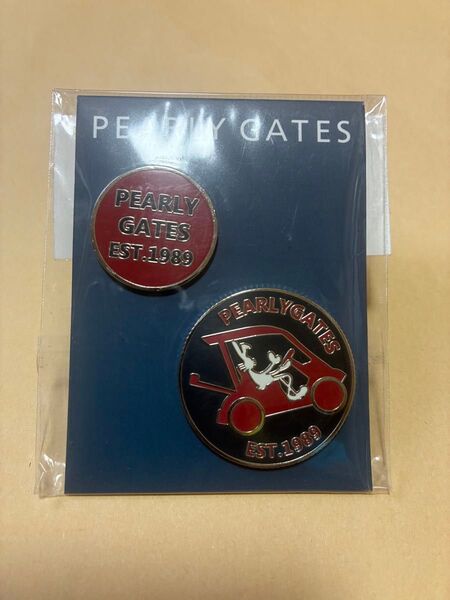 PEARLY GATES
PEARLY
GATES
EST.1989
PEARLYGATES
EST.1989